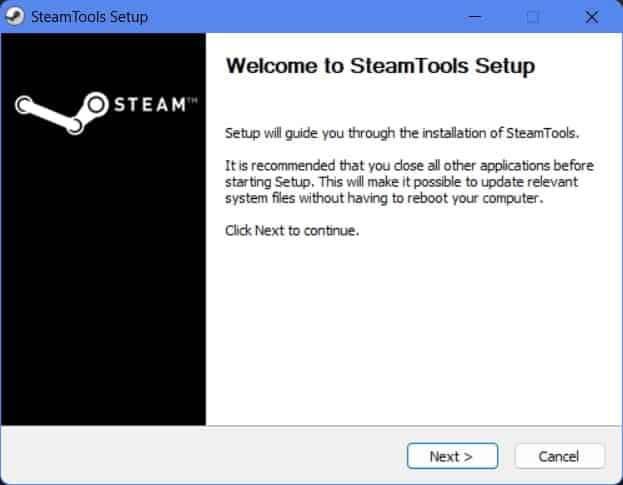 SteamTools Setup
STEAM™
Welcome to SteamTools Setup
Setup will guide you through the installation of SteamTools.
It is recommended that you close all other applications before
starting Setup. This will make it possible to update relevant
system files without having to reboot your computer.
Click Next to continue.
Next >
Cancel